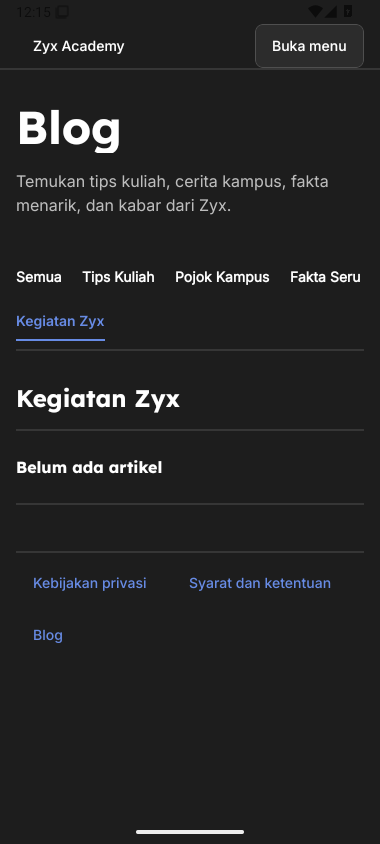 12:15
Zyx Academy
Buka menu
Blog
Temukan tips kuliah, cerita kampus, fakta
menarik, dan kabar dari Zyx.
Semua Tips Kuliah Pojok Kampus Fakta Seru
Kegiatan Zyx
Kegiatan Zyx
Belum ada artikel
Kebijakan privasi Syarat dan ketentuan
Blog